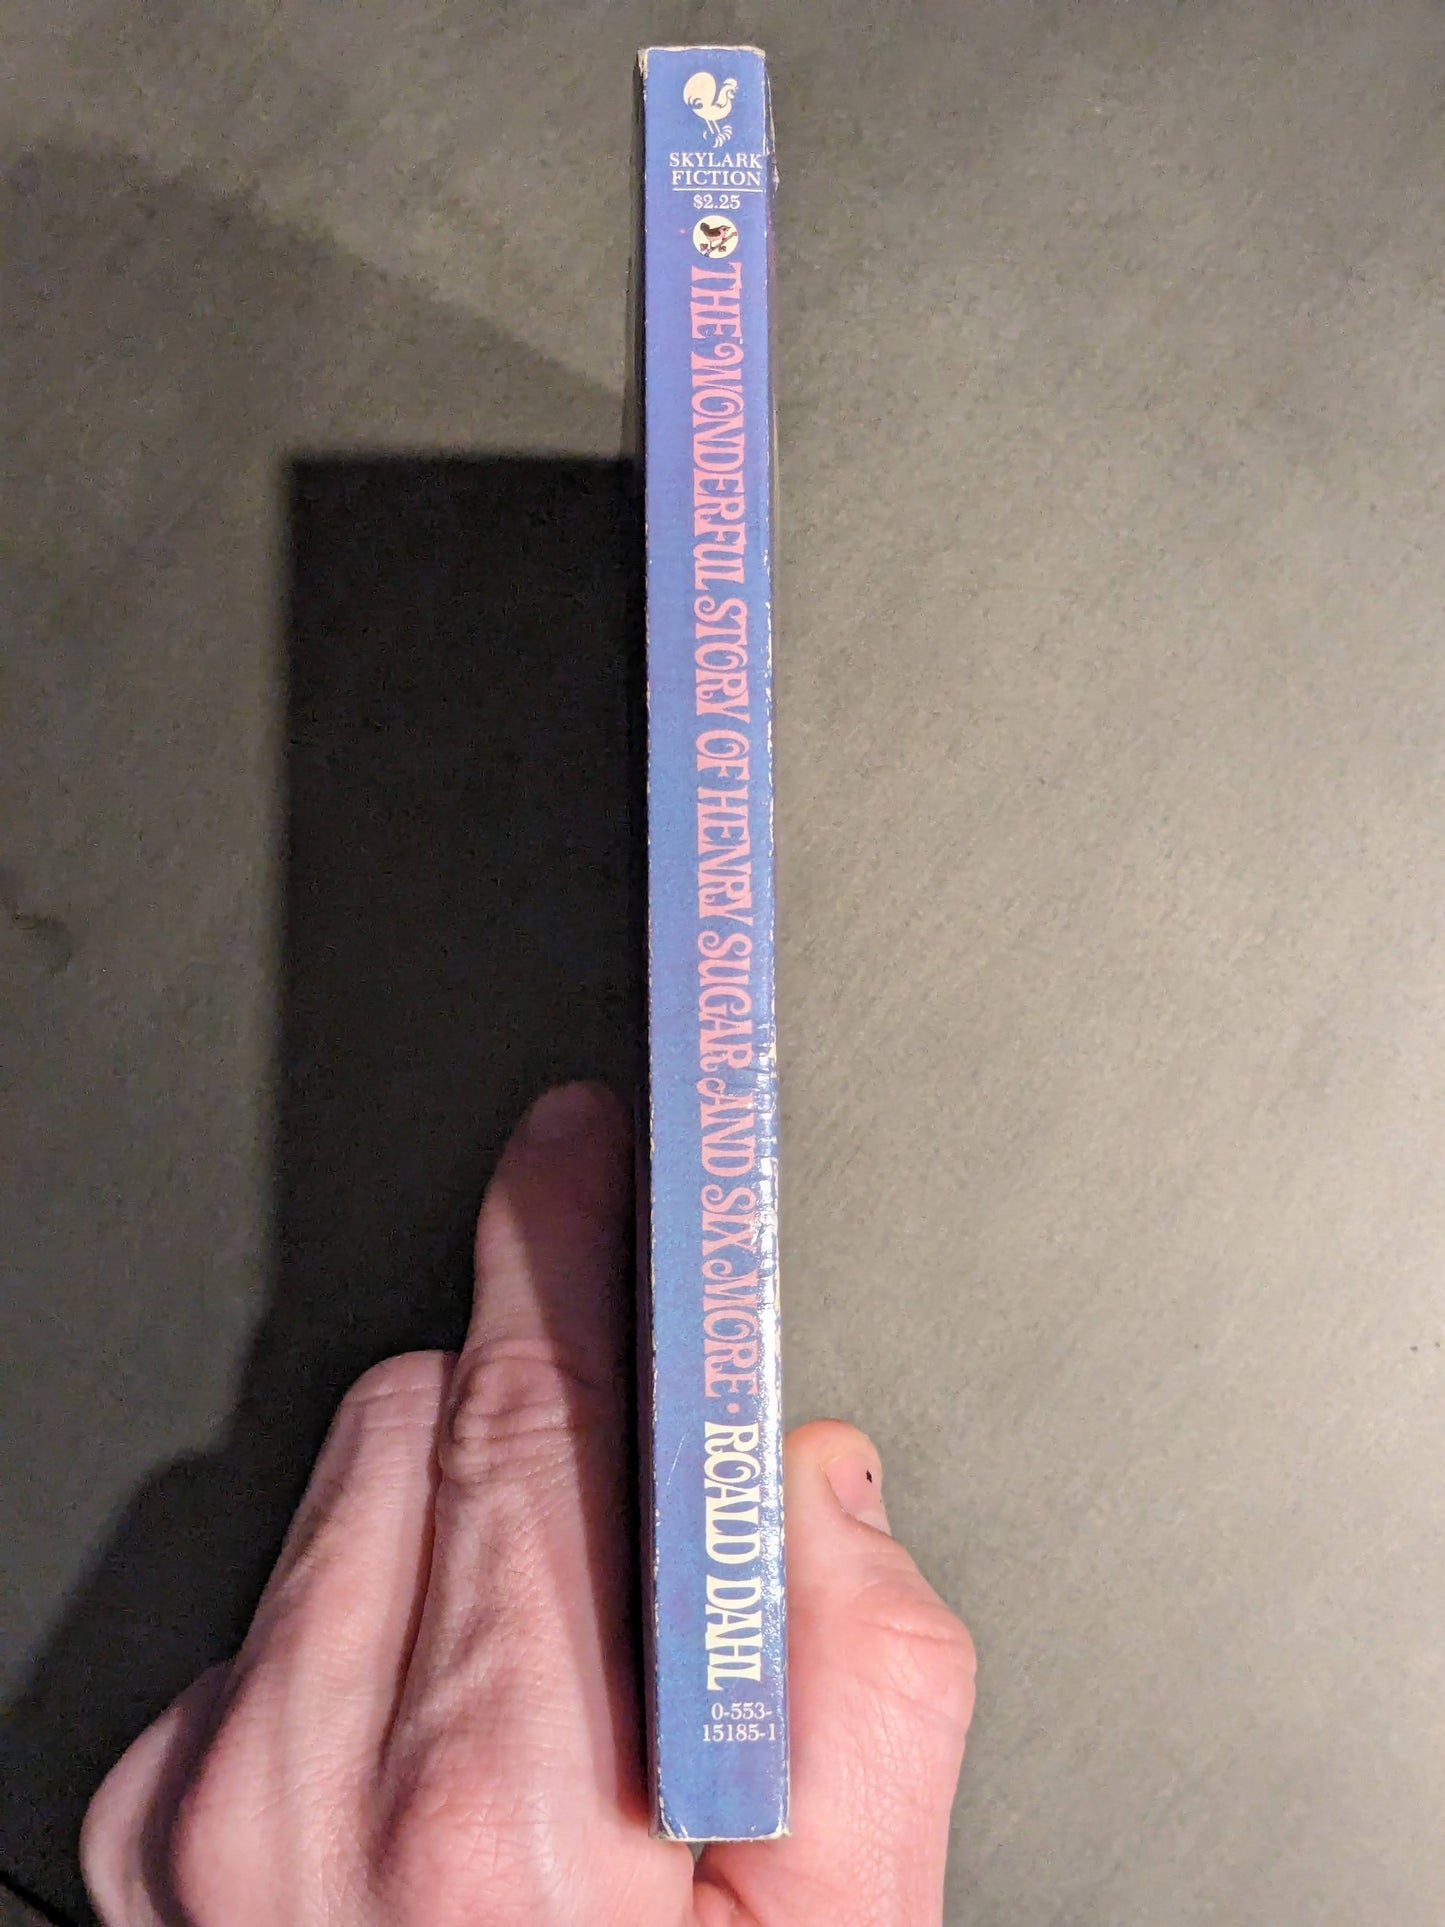 SKYLARK
FICTION
$2.25
THE WONDERFUL STORY OF HENRY SUGAR AND SIX MORE • ROALD DAHL
0-553-
15185-1